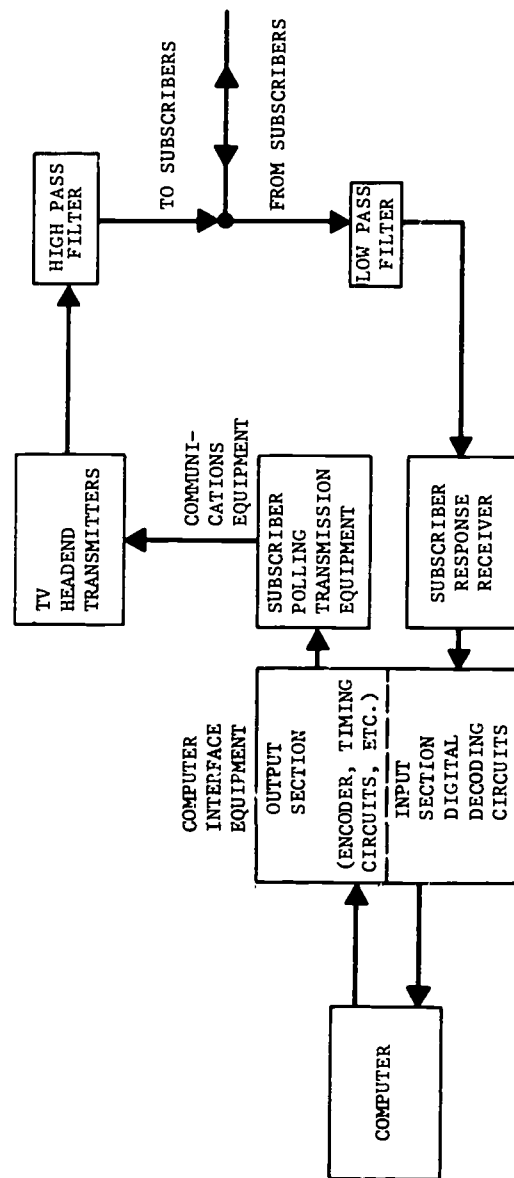 COMPUTER
COMPUTER
INTERFACE
EQUIPMENT
OUTPUT
SECTION
(ENCODER, TIMING
CIRCUITS, ETC.)
INPUT
SECTION
DIGITAL
DECODING
CIRCUITS
TV
HEADEND
TRANSMITTERS
COMMUNI-
CATIONS
EQUIPMENT
SUBSCRIBER
POLLING
TRANSMISSION
EQUIPMENT
SUBSCRIBER
RESPONSE
RECEIVER
HIGH PASS
FILTER
TO SUBSCRIBERS
FROM SUBSCRIBERS
LOW PASS
FILTER